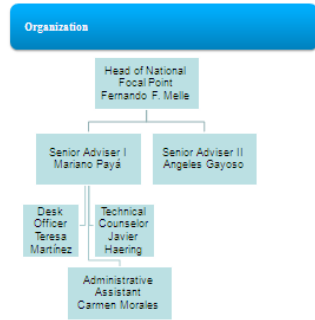 Organization
Head of National
Focal Point
Fernando F. Melle
Senior Adviser I
Mariano Payá
Senior Adviser II
Angeles Gayoso
Desk
Officer
Teresa
Martínez
Technical
Counselor
Javier
Haering
Administrative
Assistant
Carmen Morales